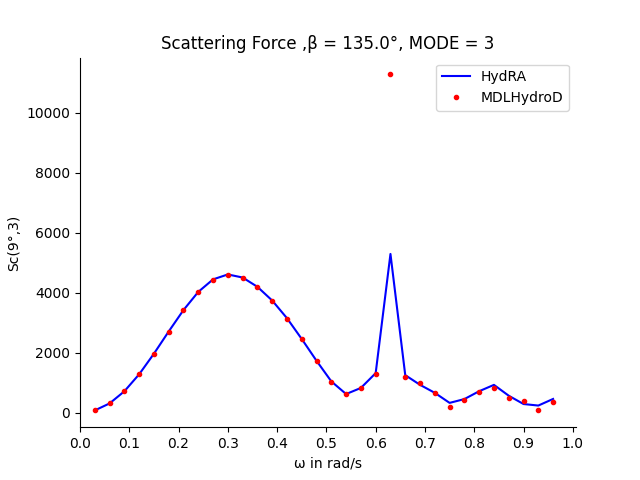 Scattering Force ,β = 135.0°, MODE = 3
HydRA
MDLHydroD
10000
8000
6000
4000
2000
0
Sc(9°,3)
0.0 0.1 0.2 0.3 0.4 0.5 0.6 0.7 0.8 0.9 1.0
ω in rad/s